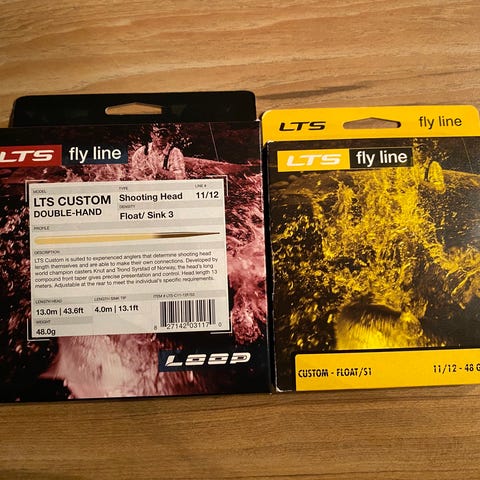 LTS fly line
MODEL
LTS CUSTOM
DOUBLE-HAND
TYPE
Shooting Head
LINE #
11/12
DENSITY
Float/ Sink 3
PROFILE
DESCRIPTION
LTS Custom is suited to experienced anglers that determine shooting head
length themselves and are able to make their own connections. Developed by
world champion casters Knut and Trond Syrstad of Norway, the head's long
compound front taper gives precise presentation and control. Head length 13
meters. Adjustable at the rear to meet the individual's specific requirements.
LENGTH HEAD
13.0m | 43.6ft
LENGTH SINK TIP
4.0m | 13.1ft
WEIGHT
48.0g
8 27142 03117 0
LOOP
LTS fly line
LTS fly line
CUSTOM - FLOAT/S1
11/12 - 48 G